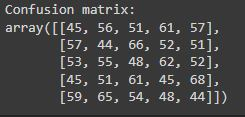 Confusion matrix:
array([[45, 56, 51, 61, 57],
[57, 44, 66, 52, 51],
[53, 55, 48, 62, 52],
[45, 51, 61, 45, 68],
[59, 65, 54, 48, 44]])